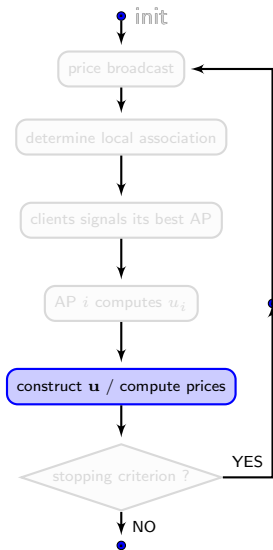 init
price broadcast
determine local association
clients signals its best AP
AP i computes u_i
construct u / compute prices
stopping criterion ?
YES
NO